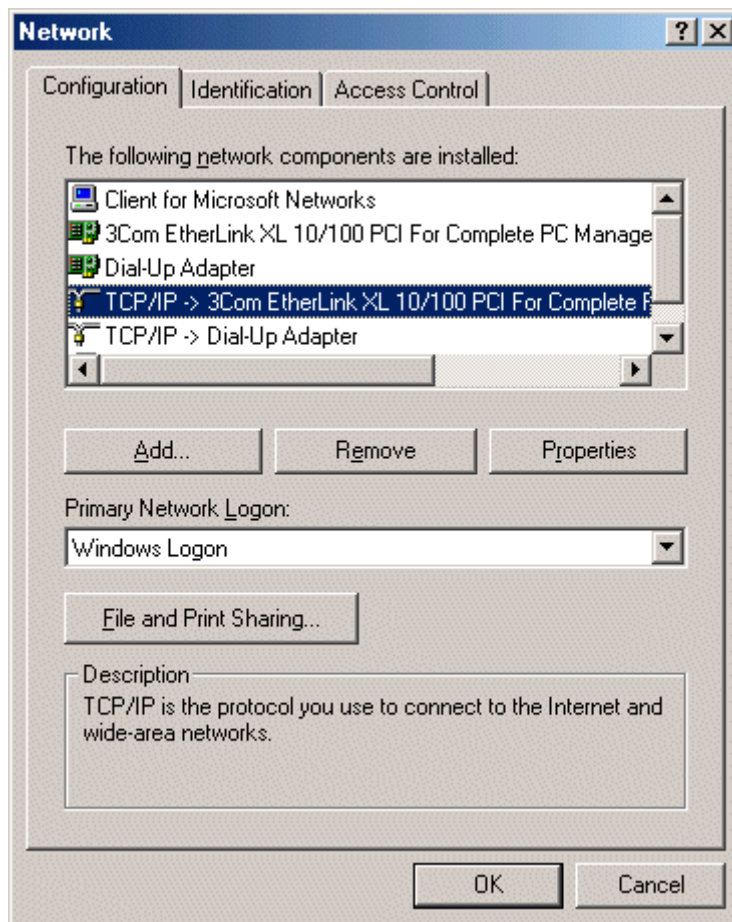 Network
Configuration Identification Access Control
The following network components are installed:
Client for Microsoft Networks
3Com EtherLink XL 10/100 PCI For Complete PC Manage
Dial-Up Adapter
TCP/IP -> 3Com EtherLink XL 10/100 PCI For Complete
TCP/IP -> Dial-Up Adapter
Add... Remove Properties
Primary Network Logon:
Windows Logon
File and Print Sharing...
Description
TCP/IP is the protocol you use to connect to the Internet and
wide-area networks.
OK Cancel